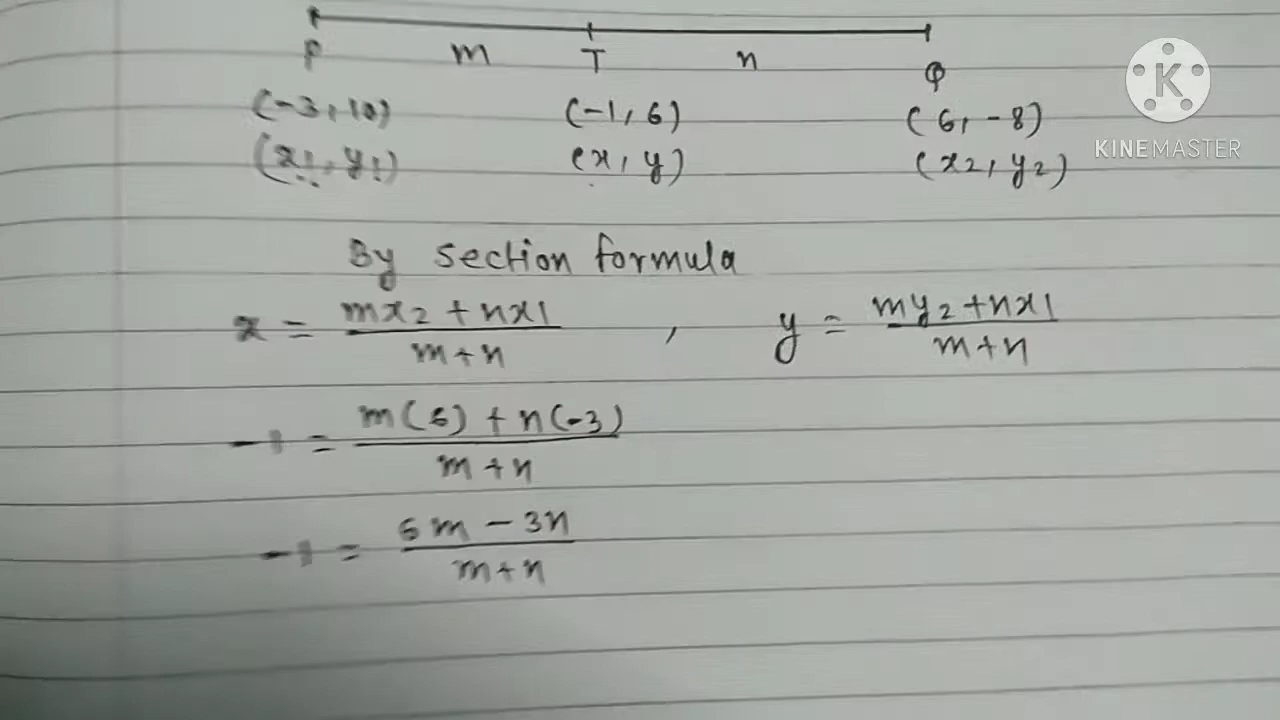 P m T n Q
(-3, 10) (-1, 6) (6, -8)
(x1, y1) (x, y) (x2, y2)
K
KINEMASTER
By section formula
x = mx2 + nx1 / m + n , y = my2 + nx1 / m + n
-1 = m(6) + n(-3) / m + n
-1 = 6m - 3n / m + n